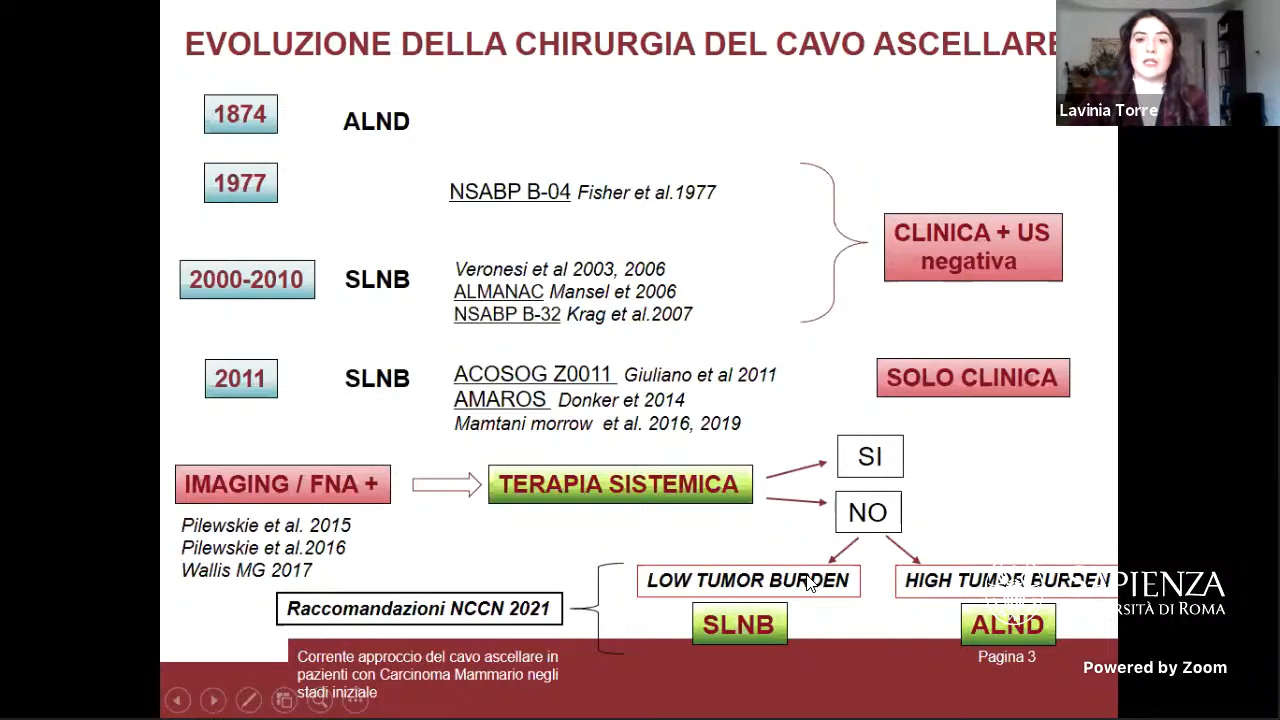 EVOLUZIONE DELLA CHIRURGIA DEL CAVO ASCELLARE
Lavinia Torre
1874
ALND
1977
NSABP B-04 Fisher et al.1977
CLINICA + US
negativa
2000-2010
SLNB
Veronesi et al 2003, 2006
ALMANAC Mansel et 2006
NSABP B-32 Krag et al.2007
2011
SLNB
ACOSOG Z0011 Giuliano et al 2011
AMAROS Donker et 2014
Mamtani morrow et al. 2016, 2019
SOLO CLINICA
IMAGING / FNA +
TERAPIA SISTEMICA
SI
NO
Pilewskie et al. 2015
Pilewskie et al.2016
Wallis MG 2017
LOW TUMOR BURDEN
HIGH TUMOR BURDEN
Raccomandazioni NCCN 2021
SLNB
ALND
SAPIENZA
UNIVERSITÀ DI ROMA
Corrente approccio del cavo ascellare in
pazienti con Carcinoma Mammario negli
stadi iniziale
Pagina 3
Powered by Zoom